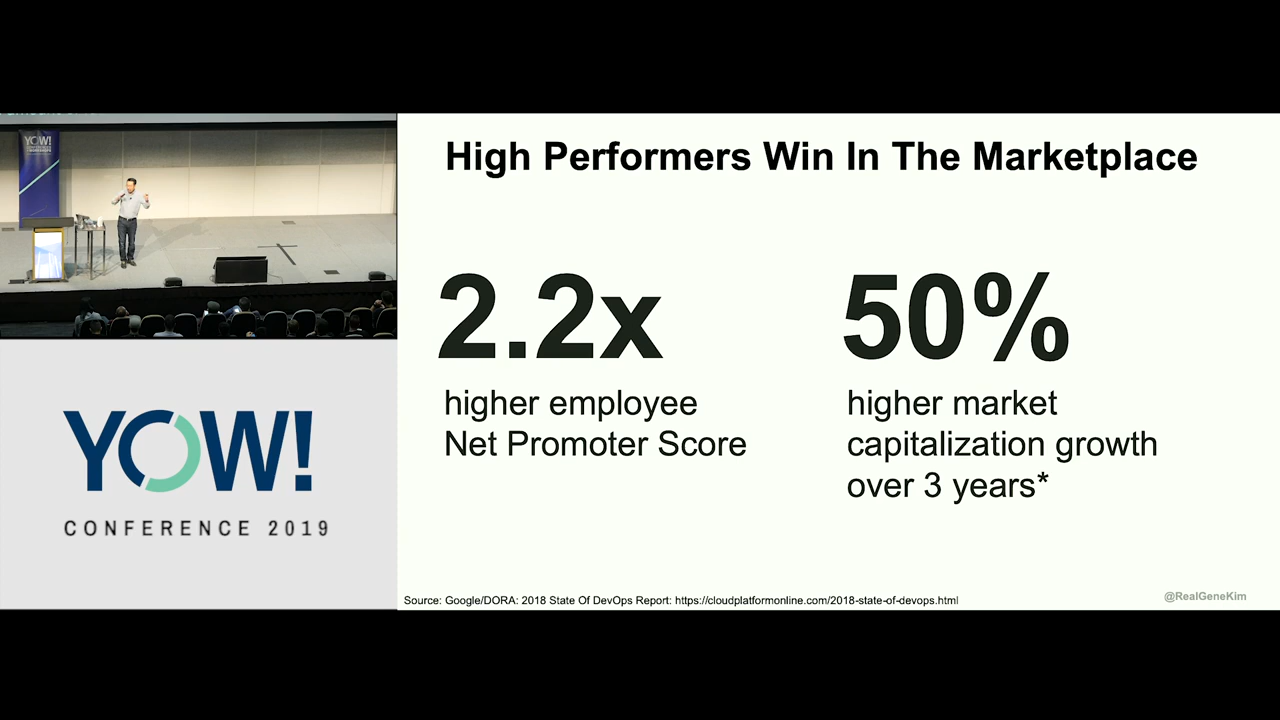 YOW!
High Performers Win In The Marketplace
2.2x
higher employee
Net Promoter Score
50%
higher market
capitalization growth
over 3 years*
YOW!
CONFERENCE 2019
Source: Google/DORA: 2018 State Of DevOps Report: https://cloudplatformonline.com/2018-state-of-devops.html
@RealGeneKim